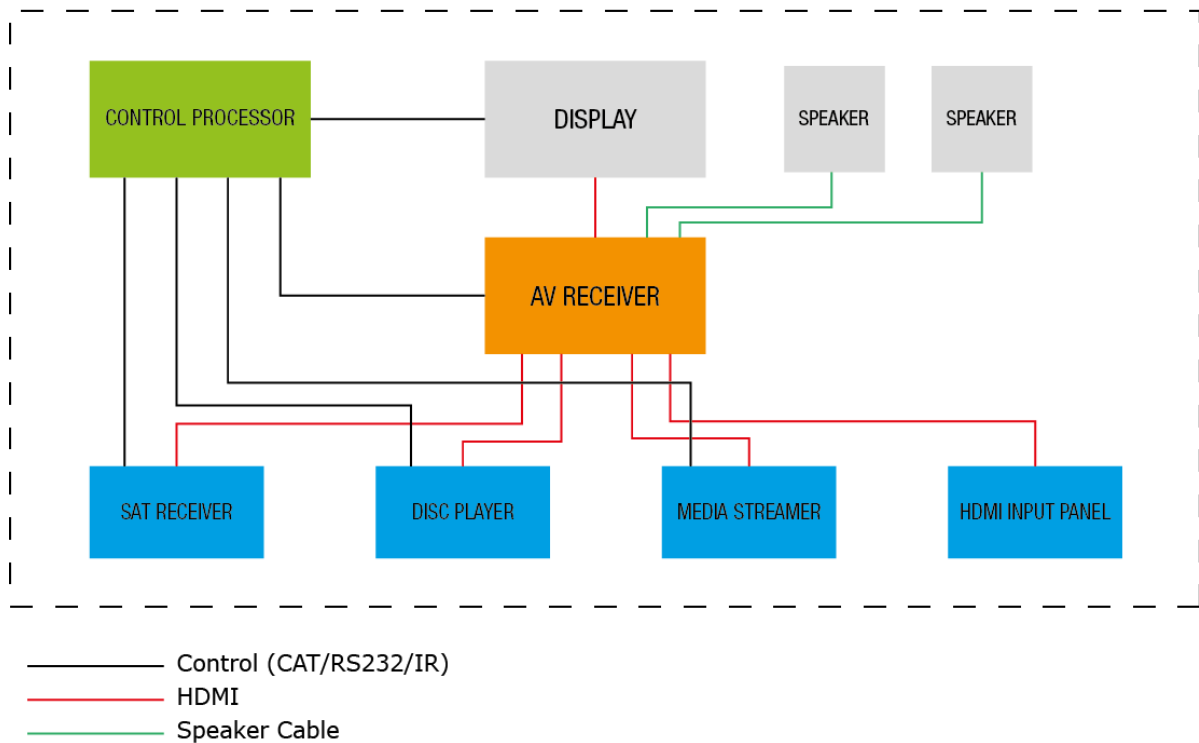 CONTROL PROCESSOR
DISPLAY
SPEAKER
SPEAKER
AV RECEIVER
SAT RECEIVER
DISC PLAYER
MEDIA STREAMER
HDMI INPUT PANEL
Control (CAT/RS232/IR)
HDMI
Speaker Cable